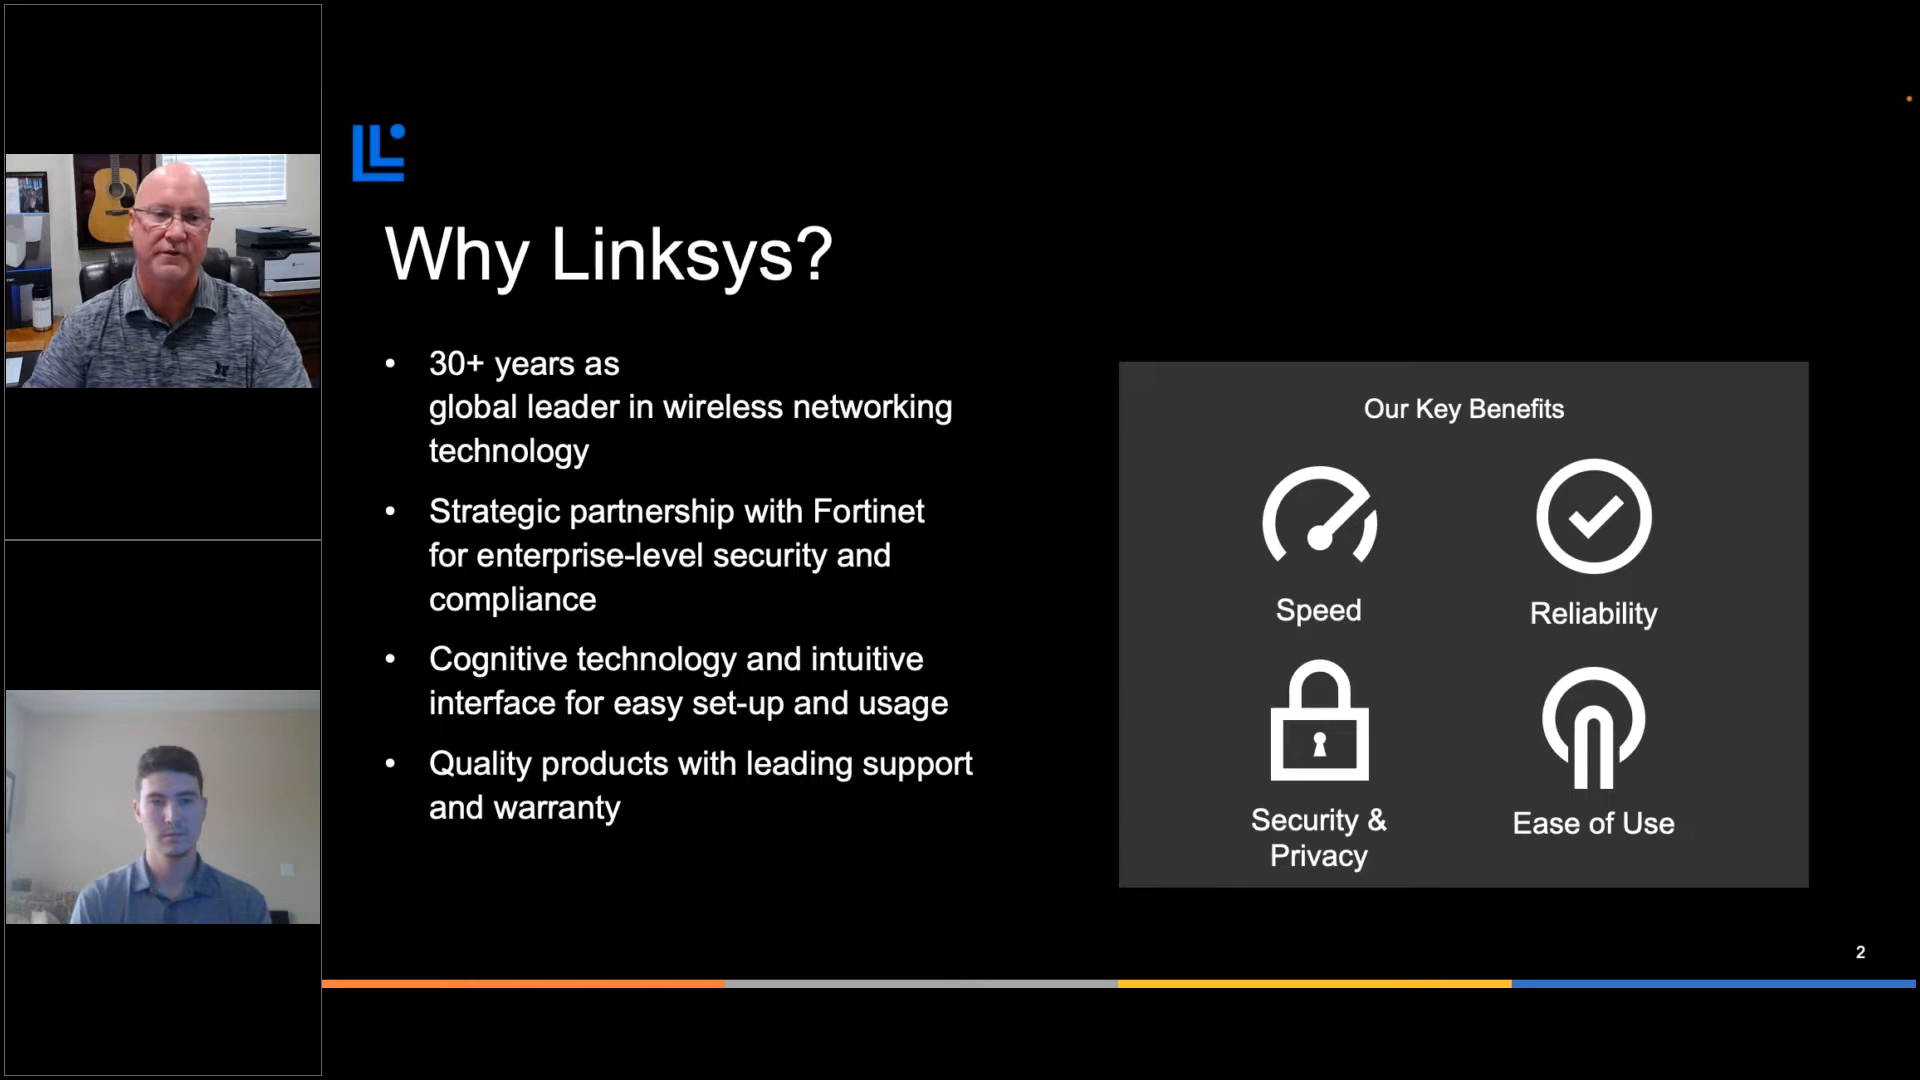 Why Linksys?
• 30+ years as
global leader in wireless networking
technology
• Strategic partnership with Fortinet
for enterprise-level security and
compliance
• Cognitive technology and intuitive
interface for easy set-up and usage
• Quality products with leading support
and warranty
Our Key Benefits
Speed
Reliability
Security &
Privacy
Ease of Use
2